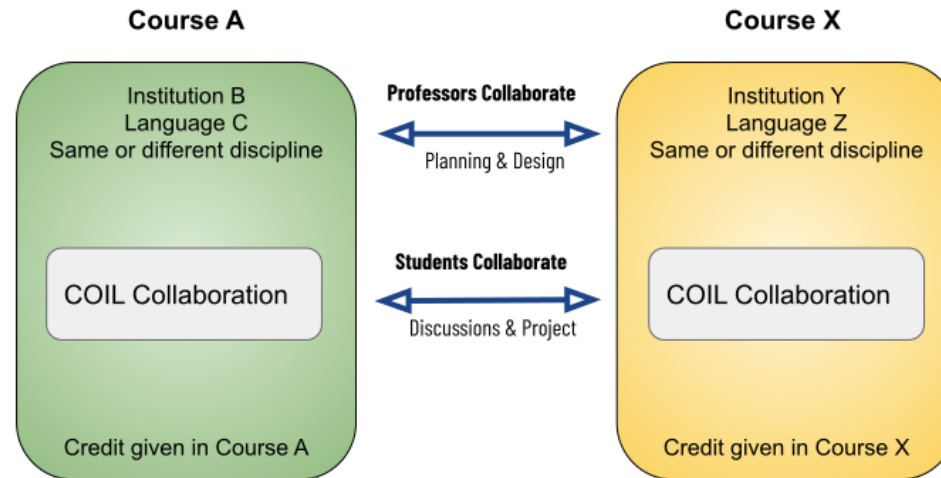 Course A
Institution B
Language C
Same or different discipline
COIL Collaboration
Credit given in Course A
Professors Collaborate
Planning & Design
Students Collaborate
Discussions & Project
Course X
Institution Y
Language Z
Same or different discipline
COIL Collaboration
Credit given in Course X